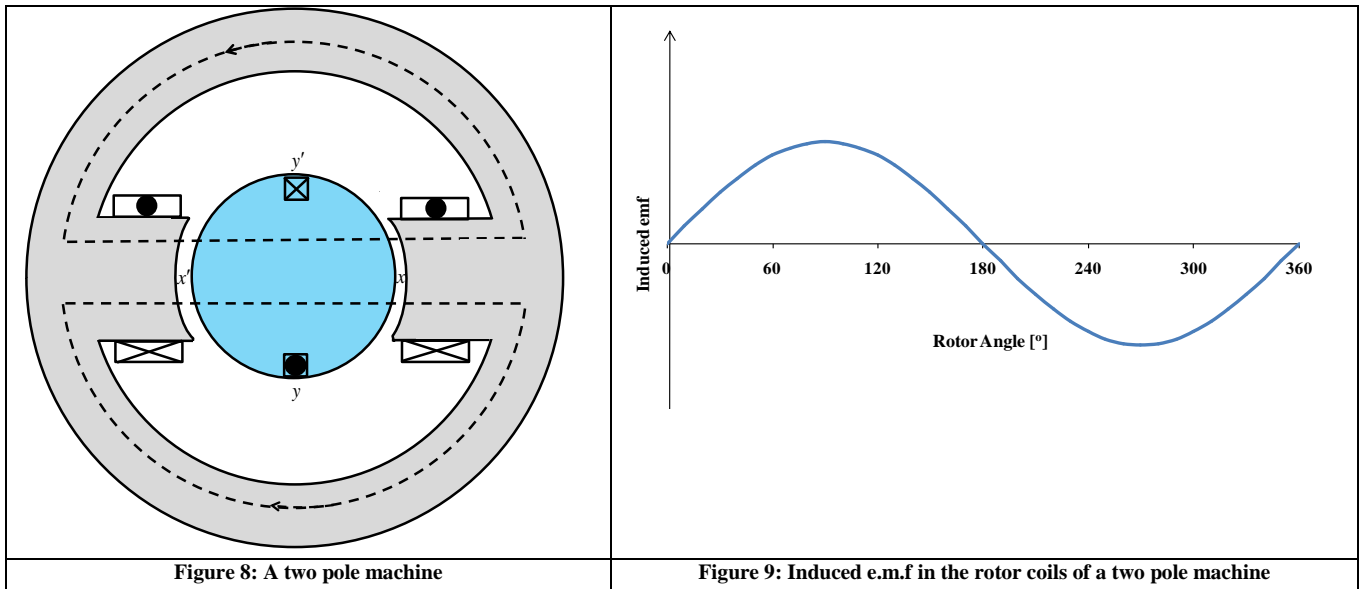 y′
x′
x
y
Induced emf
0
60
120
180
240
300
360
Rotor Angle [º]
Figure 8: A two pole machine
Figure 9: Induced e.m.f in the rotor coils of a two pole machine